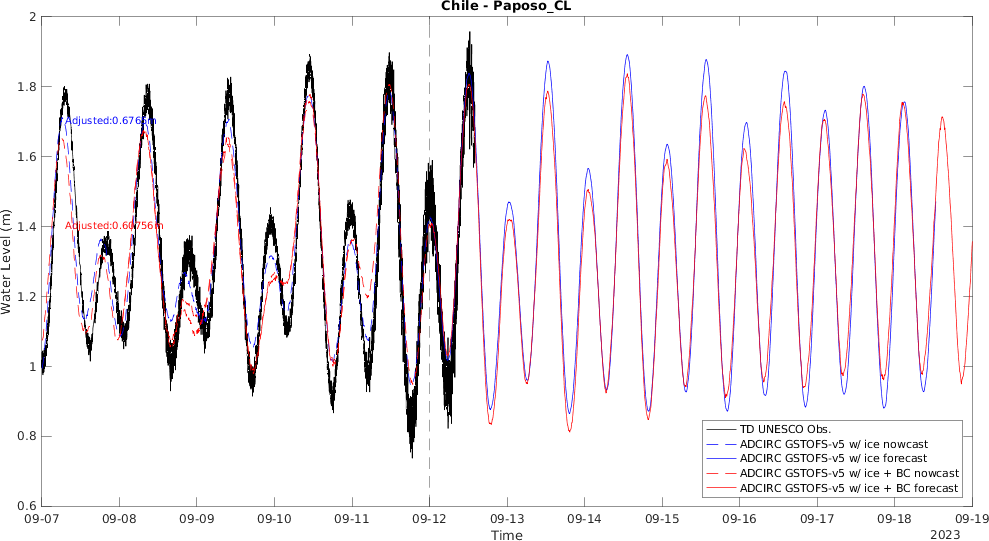 Chile - Paposo_CL
Water Level (m)
2
1.8
1.6
1.4
1.2
1
0.8
0.6
Adjusted:0.6765m
Adjusted:0.60756m
TD UNESCO Obs.
ADCIRC GSTOFS-v5 w/ ice nowcast
ADCIRC GSTOFS-v5 w/ ice forecast
ADCIRC GSTOFS-v5 w/ ice + BC nowcast
ADCIRC GSTOFS-v5 w/ ice + BC forecast
09-07 09-08 09-09 09-10 09-11 09-12 09-13 09-14 09-15 09-16 09-17 09-18 09-19
Time
2023